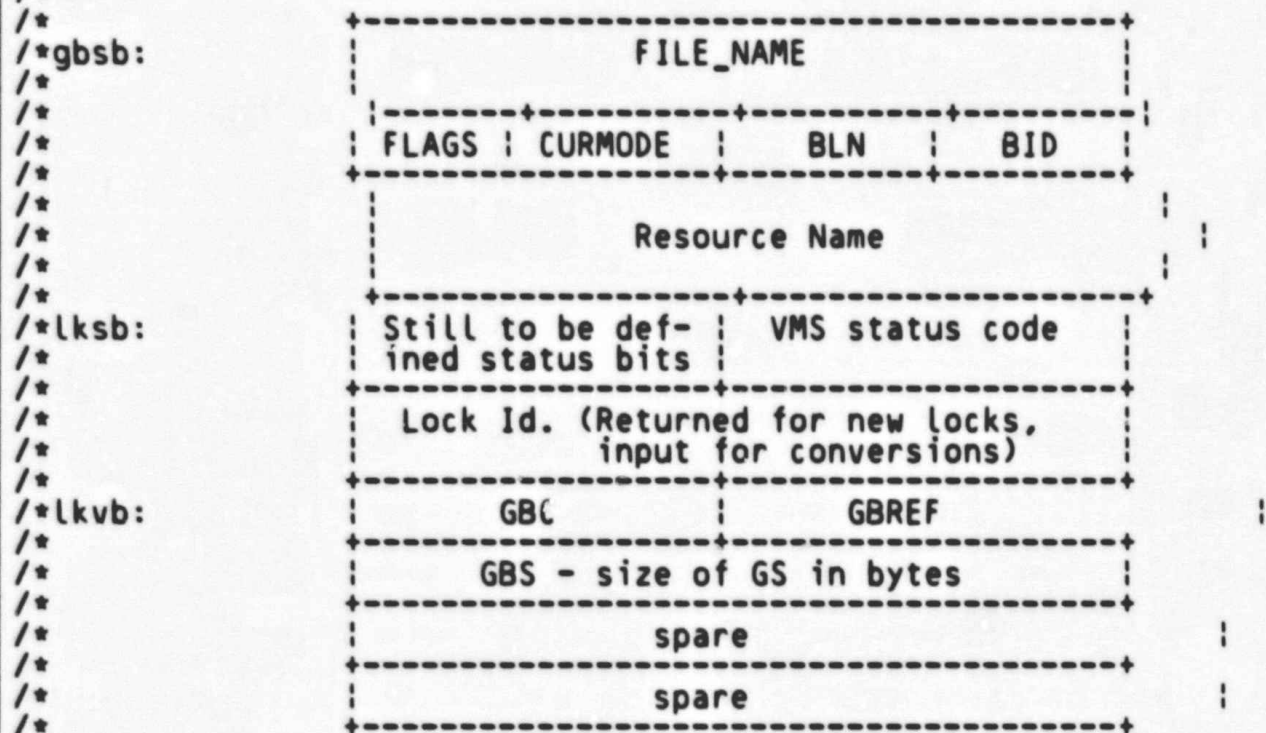 /*                +----------------------------------------+
/*gbsb:           |               FILE_NAME                |
/*                |                                        |
/*                 |-------+----------+----------+---------|
/*                | FLAGS | CURMODE  |    BLN   |   BID   |
/*                +------------------+----------+----------+
/*                 |                                         |
/*                 |             Resource Name                 |
/*                 |                                         |
/*                 +------------------+--------------------+
/*lksb:           | Still to be def- |  VMS status code    |
/*                | ined status bits |                     |
/*                +------------------+---------------------+
/*                |  Lock Id. (Returned for new locks,     |
/*                |            input for conversions)      |
/*                +------------------+---------------------+
/*lkvb:           |       GBC        |      GBREF                 |
/*                +------------------+---------------------+
/*                |      GBS - size of GS in bytes         |
/*                +----------------------------------------+
/*                |               spare                         |
/*                +----------------------------------------+
/*                |               spare                         |
/*                +----------------------------------------+